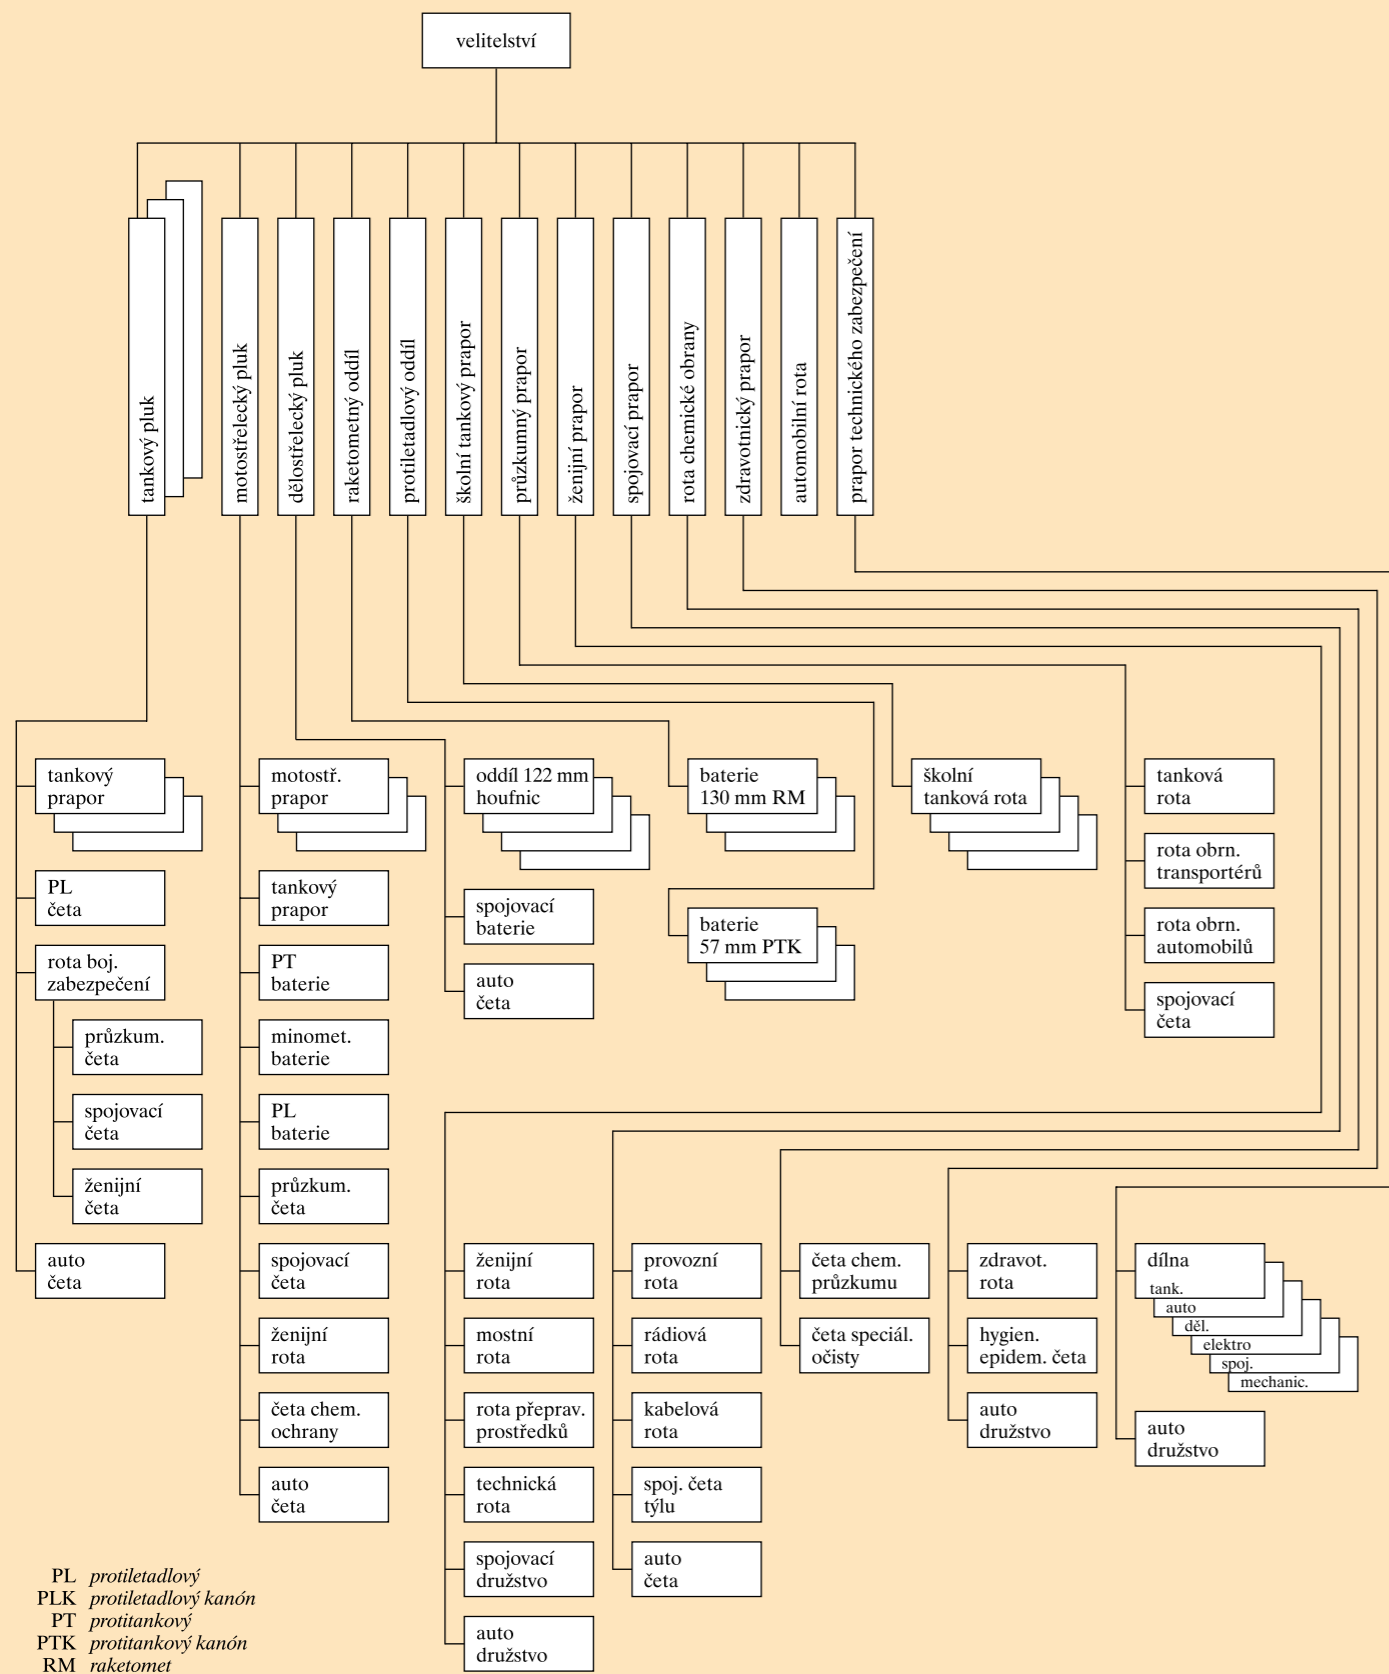 velitelství
tankový pluk
motostřelecký pluk
dělostřelecký pluk
raketometný oddíl
protiletadlový oddíl
školní tankový prapor
průzkumný prapor
ženijní prapor
spojovací prapor
rota chemické obrany
zdravotnický prapor
automobilní rota
prapor technického zabezpečení
tankový
prapor
PL
četa
rota boj.
zabezpečení
průzkum.
četa
spojovací
četa
ženijní
četa
auto
četa
motostř.
prapor
tankový
prapor
PT
baterie
minomet.
baterie
PL
baterie
průzkum.
četa
spojovací
četa
ženijní
rota
četa chem.
ochrany
auto
četa
oddíl 122 mm
houfnic
spojovací
baterie
auto
četa
baterie
130 mm RM
baterie
57 mm PTK
školní
tanková rota
tanková
rota
rota obrn.
transportérů
rota obrn.
automobilů
spojovací
četa
ženijní
rota
mostní
rota
rota přeprav.
prostředků
technická
rota
spojovací
družstvo
auto
družstvo
provozní
rota
rádiová
rota
kabelová
rota
spoj. četa
týlu
auto
četa
četa chem.
průzkumu
četa speciál.
očisty
zdravot.
rota
hygien.
epidem. četa
auto
družstvo
dílna
tank.
auto
děl.
elektro
spoj.
mechanic.
auto
družstvo
PL protiletadlový
PLK protiletadlový kanón
PT protitankový
PTK protitankový kanón
RM raketomet